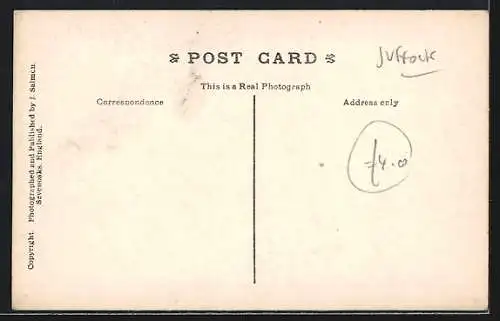 POST CARD
This is a Real Photograph
Correspondence
Address only
£4.00
Copyright. Photographed and Published by J. Salmon,
Sevenoaks, England.